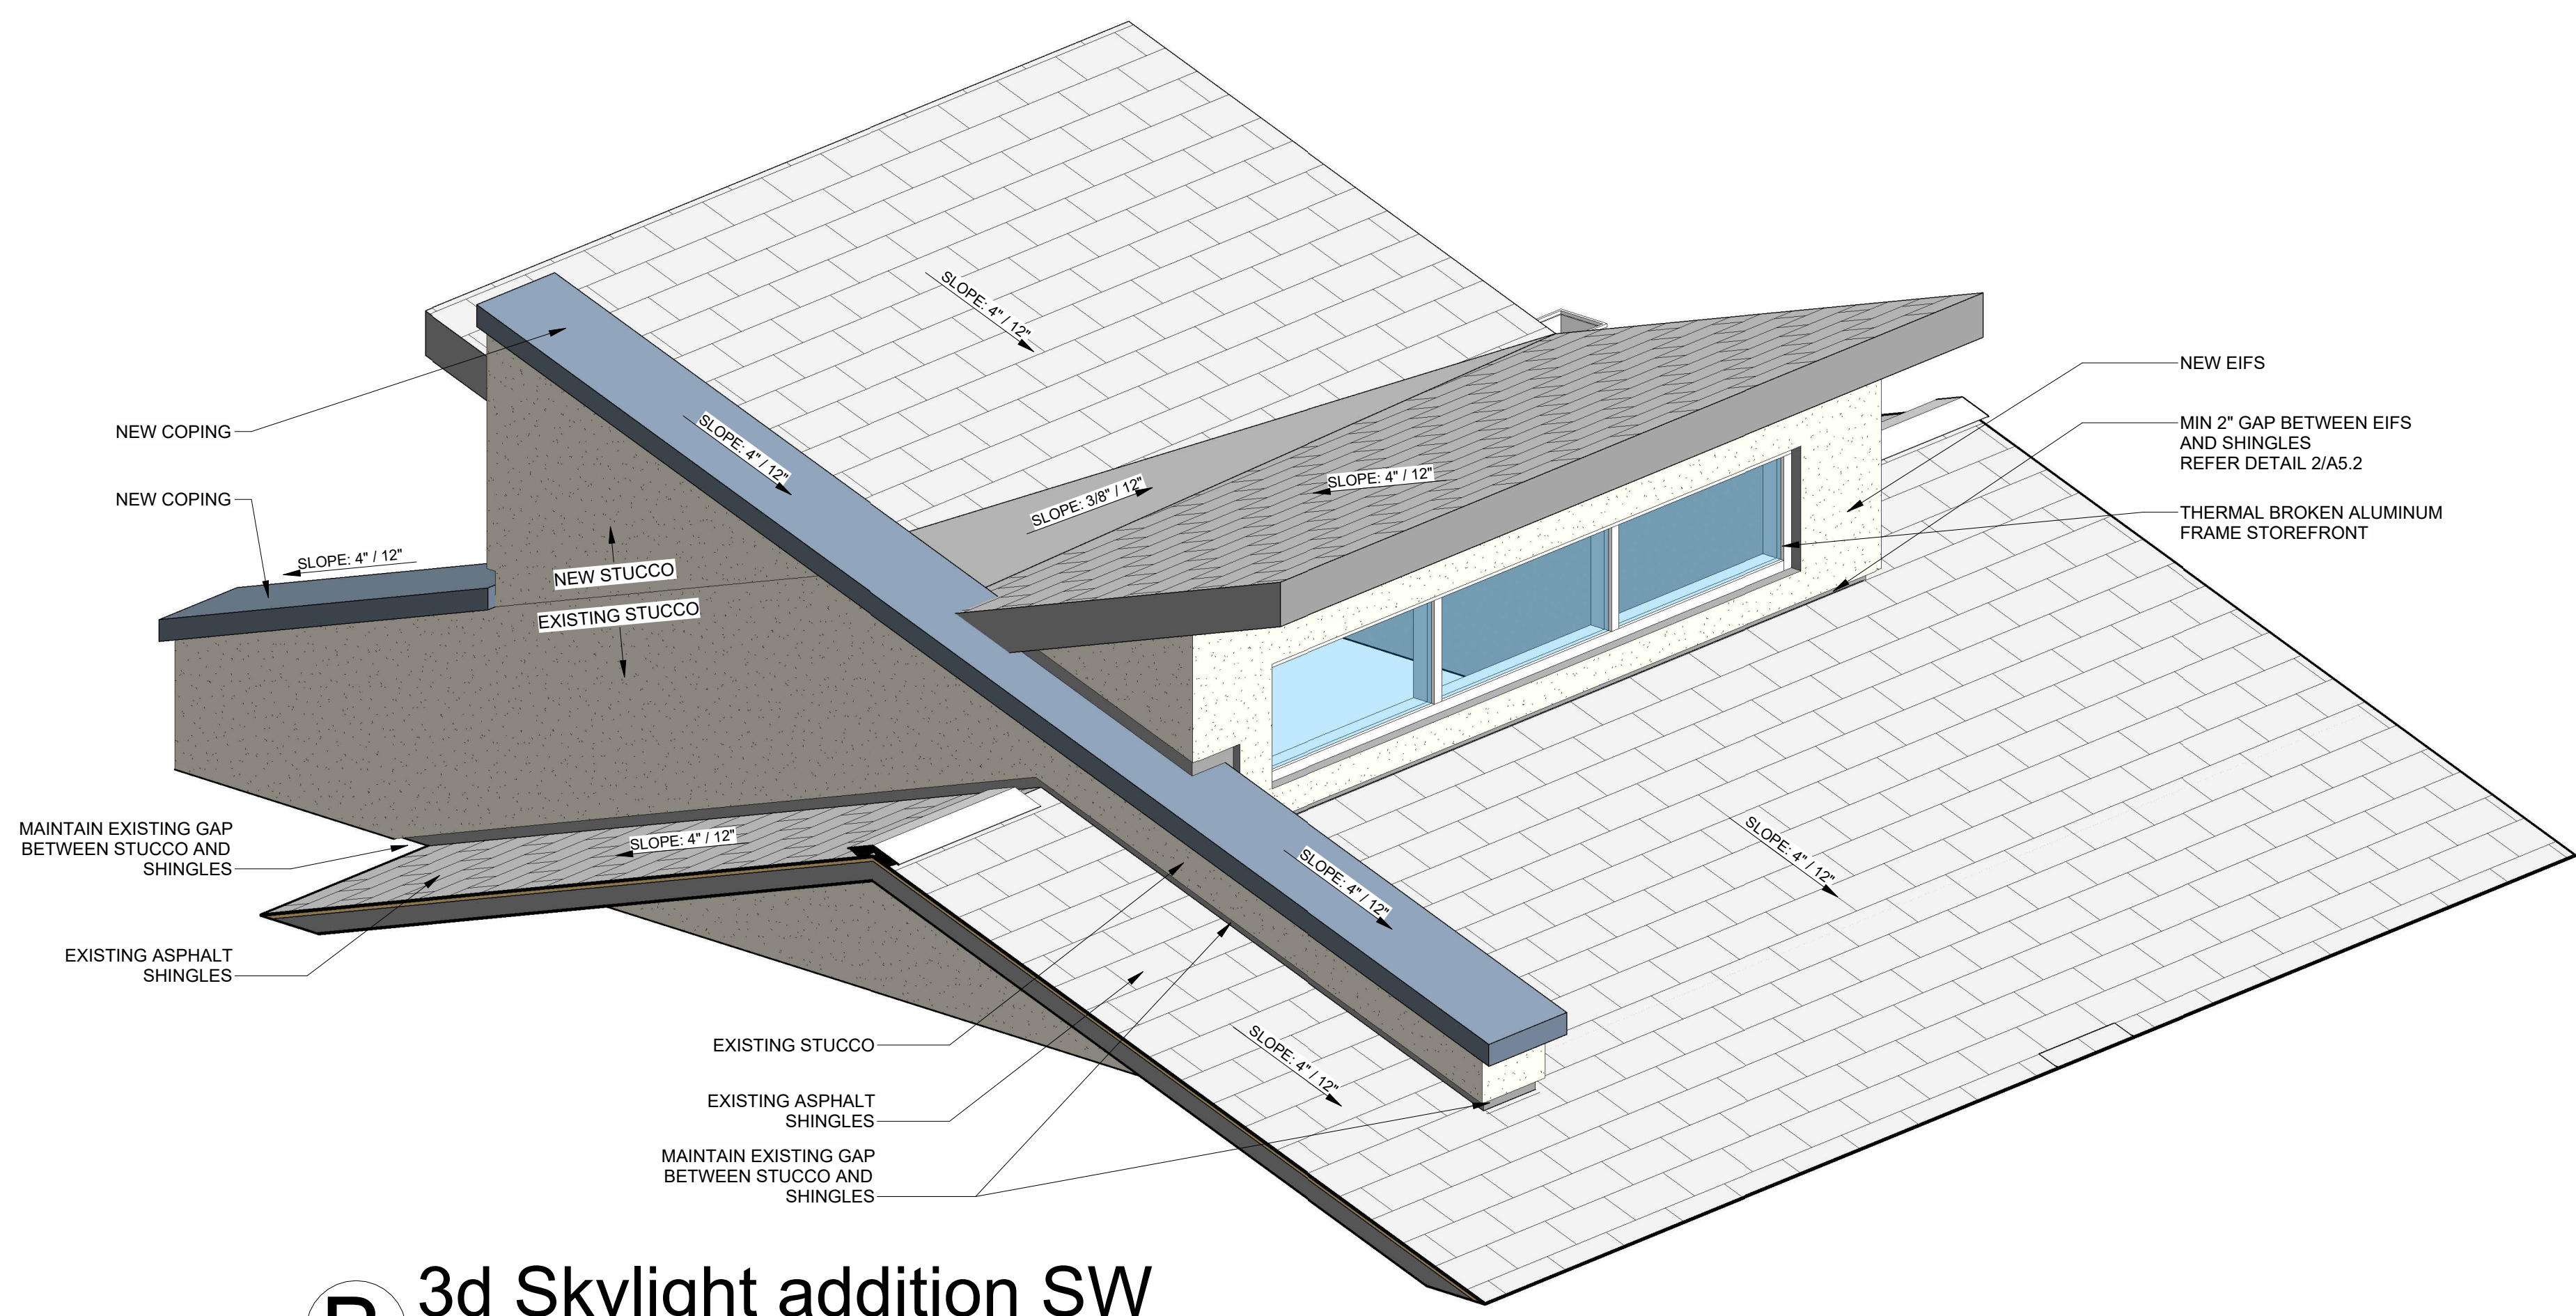 SLOPE: 4" / 12"
NEW EIFS
MIN 2" GAP BETWEEN EIFS
AND SHINGLES
REFER DETAIL 2/A5.2
THERMAL BROKEN ALUMINUM
FRAME STOREFRONT
NEW COPING
SLOPE: 4" / 12"
SLOPE: 3/8" / 12"
SLOPE: 4" / 12"
NEW COPING
SLOPE: 4" / 12"
NEW STUCCO
EXISTING STUCCO
MAINTAIN EXISTING GAP
BETWEEN STUCCO AND
SHINGLES
SLOPE: 4" / 12"
SLOPE: 4" / 12"
SLOPE: 4" / 12"
EXISTING ASPHALT
SHINGLES
EXISTING STUCCO
SLOPE: 4" / 12"
EXISTING ASPHALT
SHINGLES
MAINTAIN EXISTING GAP
BETWEEN STUCCO AND
SHINGLES
3d Skylight addition SW